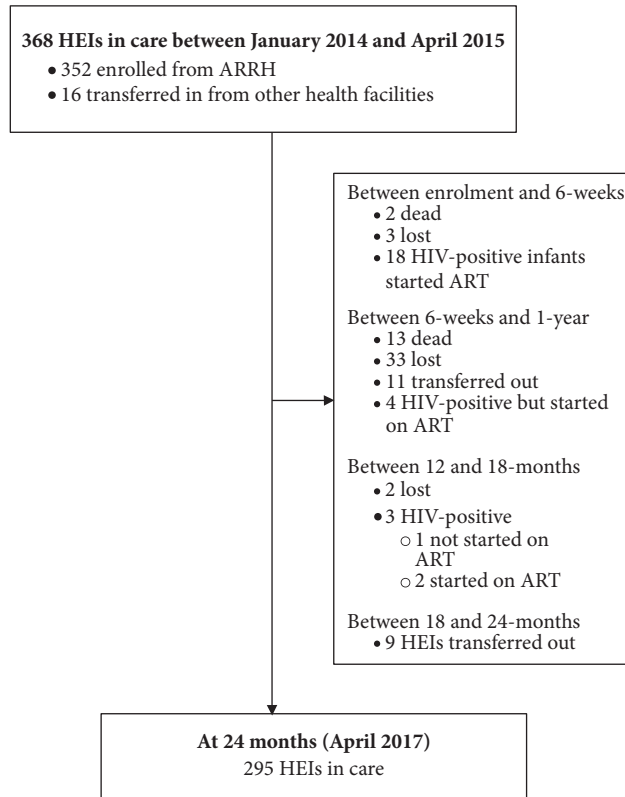 368 HEIs in care between January 2014 and April 2015
• 352 enrolled from ARRH
• 16 transferred in from other health facilities
Between enrolment and 6-weeks
• 2 dead
• 3 lost
• 18 HIV-positive infants
started ART
Between 6-weeks and 1-year
• 13 dead
• 33 lost
• 11 transferred out
• 4 HIV-positive but started
on ART
Between 12 and 18-months
• 2 lost
• 3 HIV-positive
○ 1 not started on
ART
○ 2 started on ART
Between 18 and 24-months
• 9 HEIs transferred out
At 24 months (April 2017)
295 HEIs in care